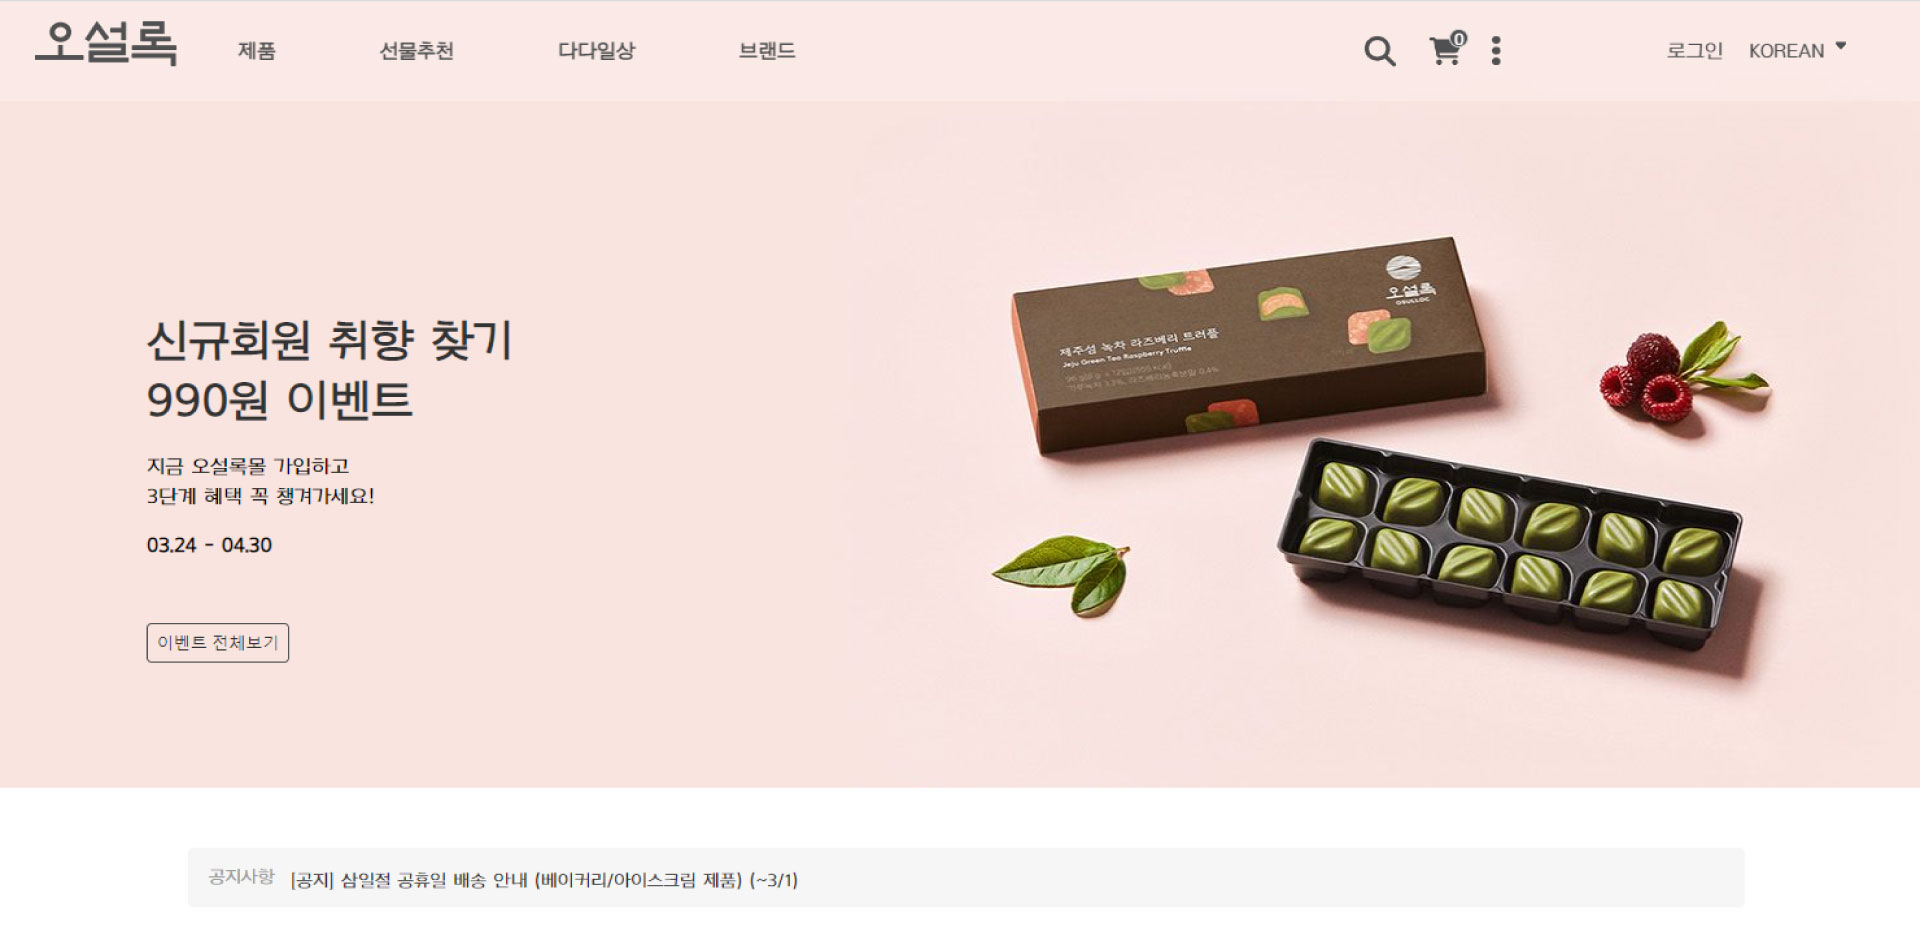 오설록
제품
선물추천
다다일상
브랜드
0
로그인
KOREAN
오설록
OSULLOC
제주섬 녹차 라즈베리 트러플
Jeju Green Tea Raspberry Truffle
신규회원 취향 찾기
990원 이벤트
지금 오설록몰 가입하고
3단계 혜택 꼭 챙겨가세요!
03.24 - 04.30
이벤트 전체보기
공지사항 [공지] 삼일절 공휴일 배송 안내 (베이커리/아이스크림 제품) (~3/1)